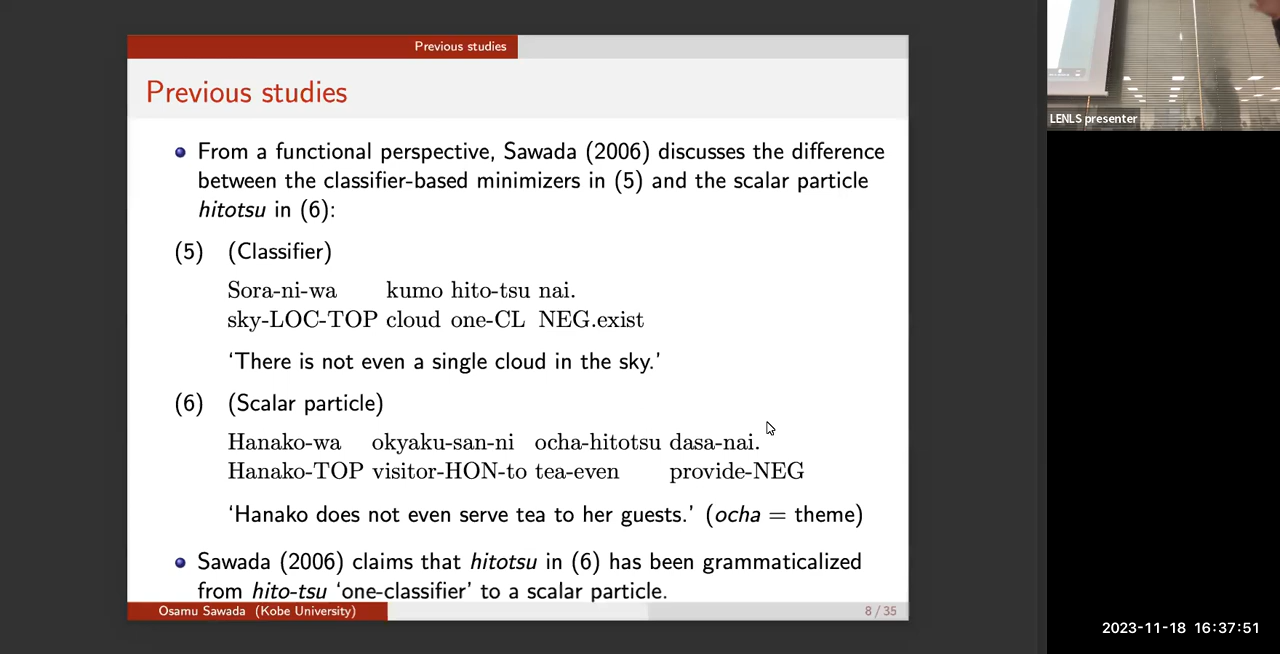 Previous studies
Previous studies
From a functional perspective, Sawada (2006) discusses the difference
between the classifier-based minimizers in (5) and the scalar particle
hitotsu in (6):
(5) (Classifier)
Sora-ni-wa kumo hito-tsu nai.
sky-LOC-TOP cloud one-CL NEG.exist
‘There is not even a single cloud in the sky.’
(6) (Scalar particle)
Hanako-wa okyaku-san-ni ocha-hitotsu dasa-nai.
Hanako-TOP visitor-HON-to tea-even provide-NEG
‘Hanako does not even serve tea to her guests.’ (ocha = theme)
Sawada (2006) claims that hitotsu in (6) has been grammaticalized
from hito-tsu ‘one-classifier’ to a scalar particle.
Osamu Sawada (Kobe University) 8 / 35
LENLS presenter
2023-11-18 16:37:51